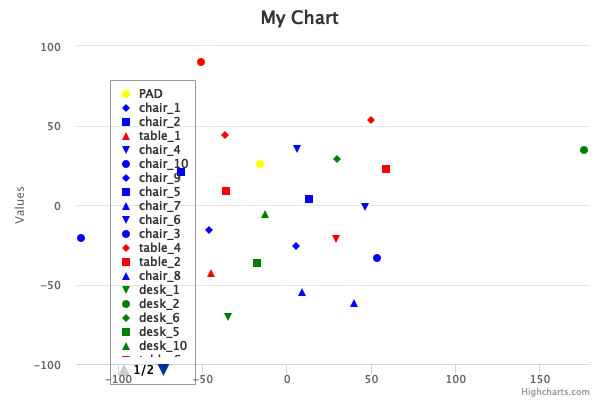 My Chart
Values
100
50
0
−50
−100
PAD
chair_1
chair_2
table_1
chair_4
chair_10
chair_9
chair_5
chair_7
chair_6
chair_3
table_4
table_2
chair_8
desk_1
desk_2
desk_6
desk_5
desk_10
1/2
−100 −50 0 50 100 150
Highcharts.com